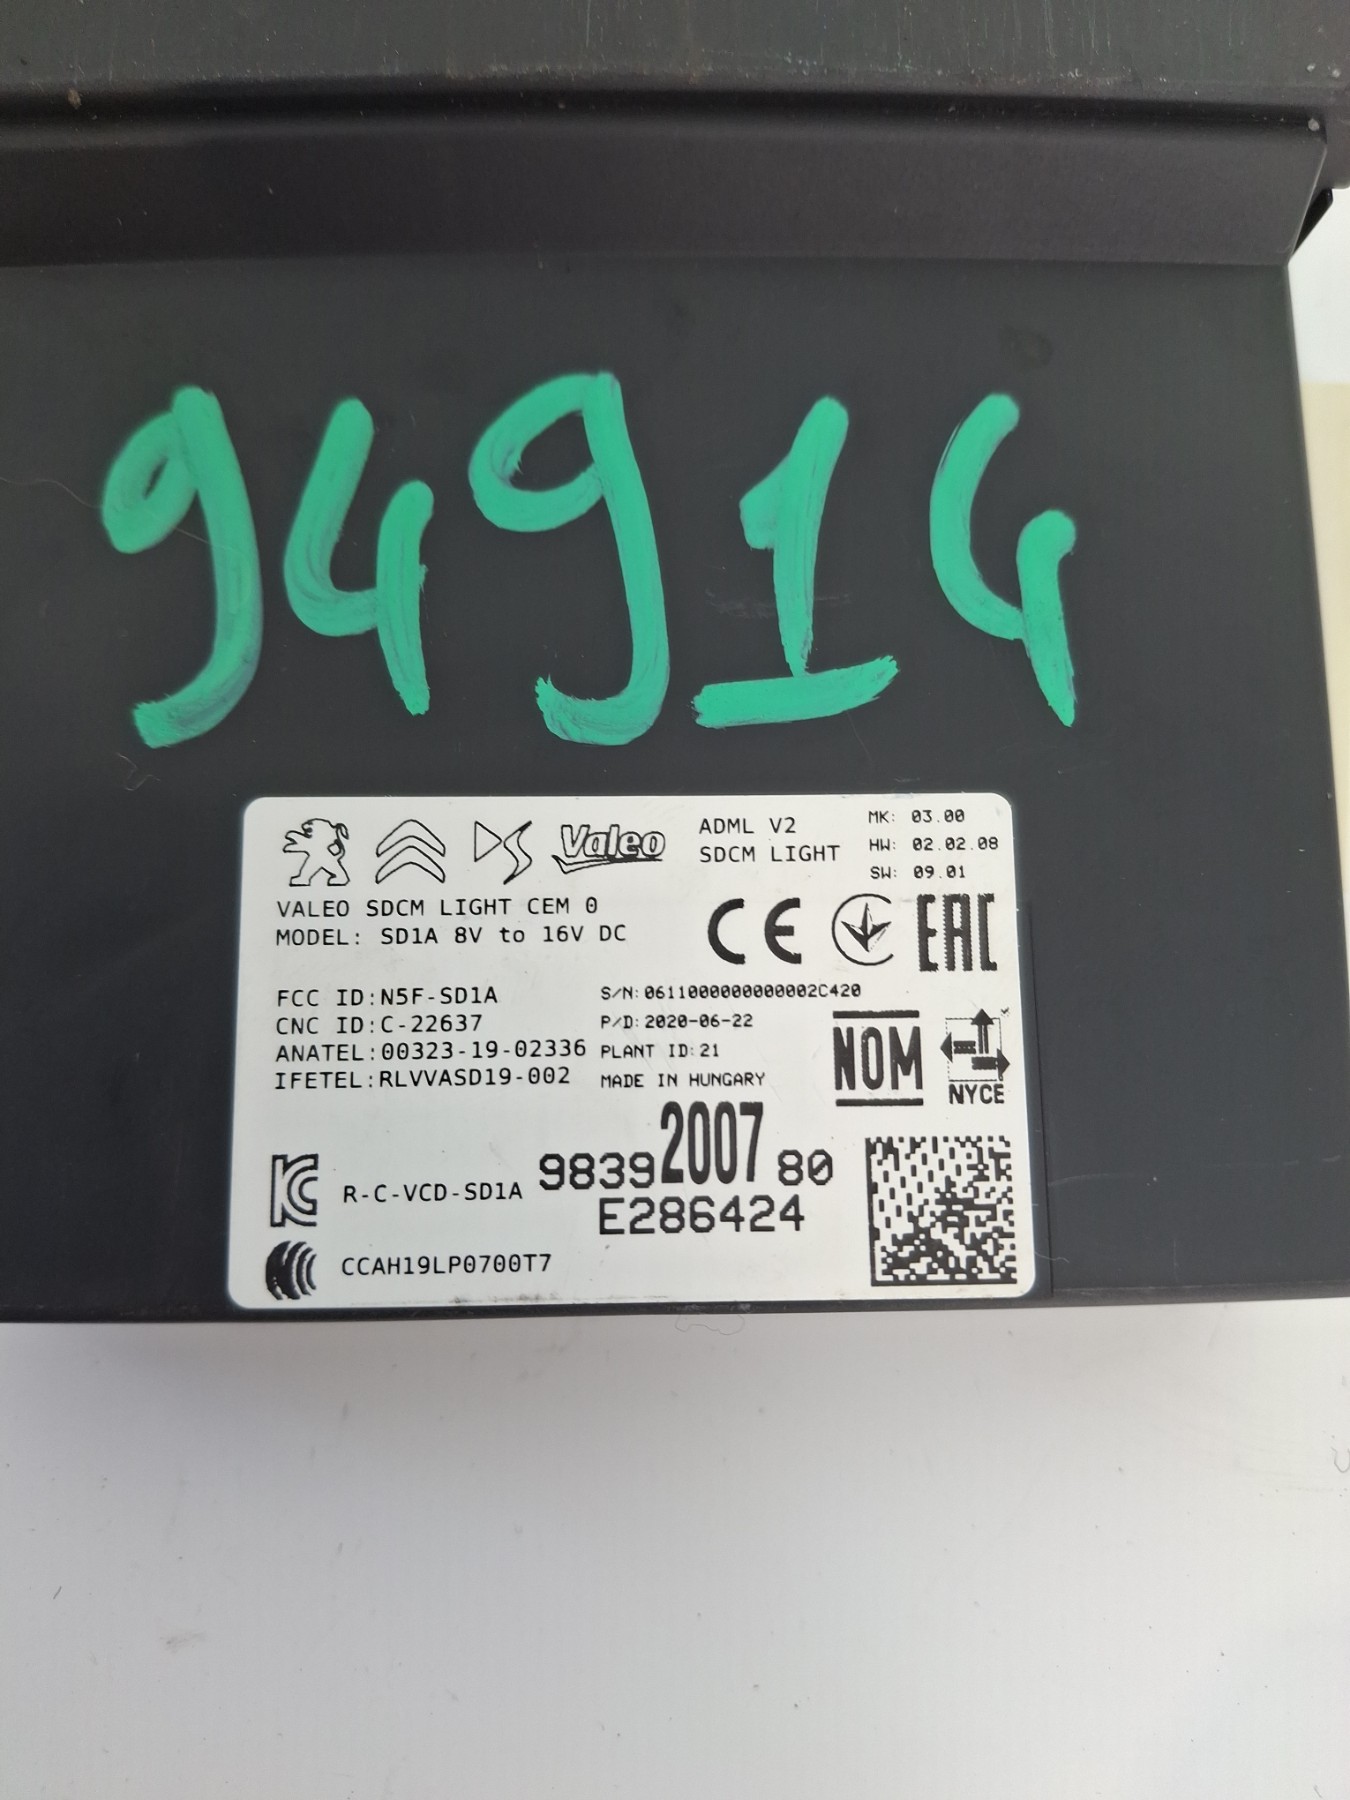 94914
DS Valeo
ADML V2
SDCM LIGHT
MK: 03.00
HW: 02.02.08
SW: 09.01
VALEO SDCM LIGHT CEM 0
MODEL: SD1A 8V to 16V DC
CE EAC
FCC ID:N5F-SD1A
CNC ID:C-22637
ANATEL:00323-19-02336
IFETEL:RLVVASD19-002
S/N:0611000000000002C420
P/D:2020-06-22
PLANT ID:21
MADE IN HUNGARY
NOM
NYCE
KC
R-C-VCD-SD1A
9839200780
E286424
CCAH19LP0700T7